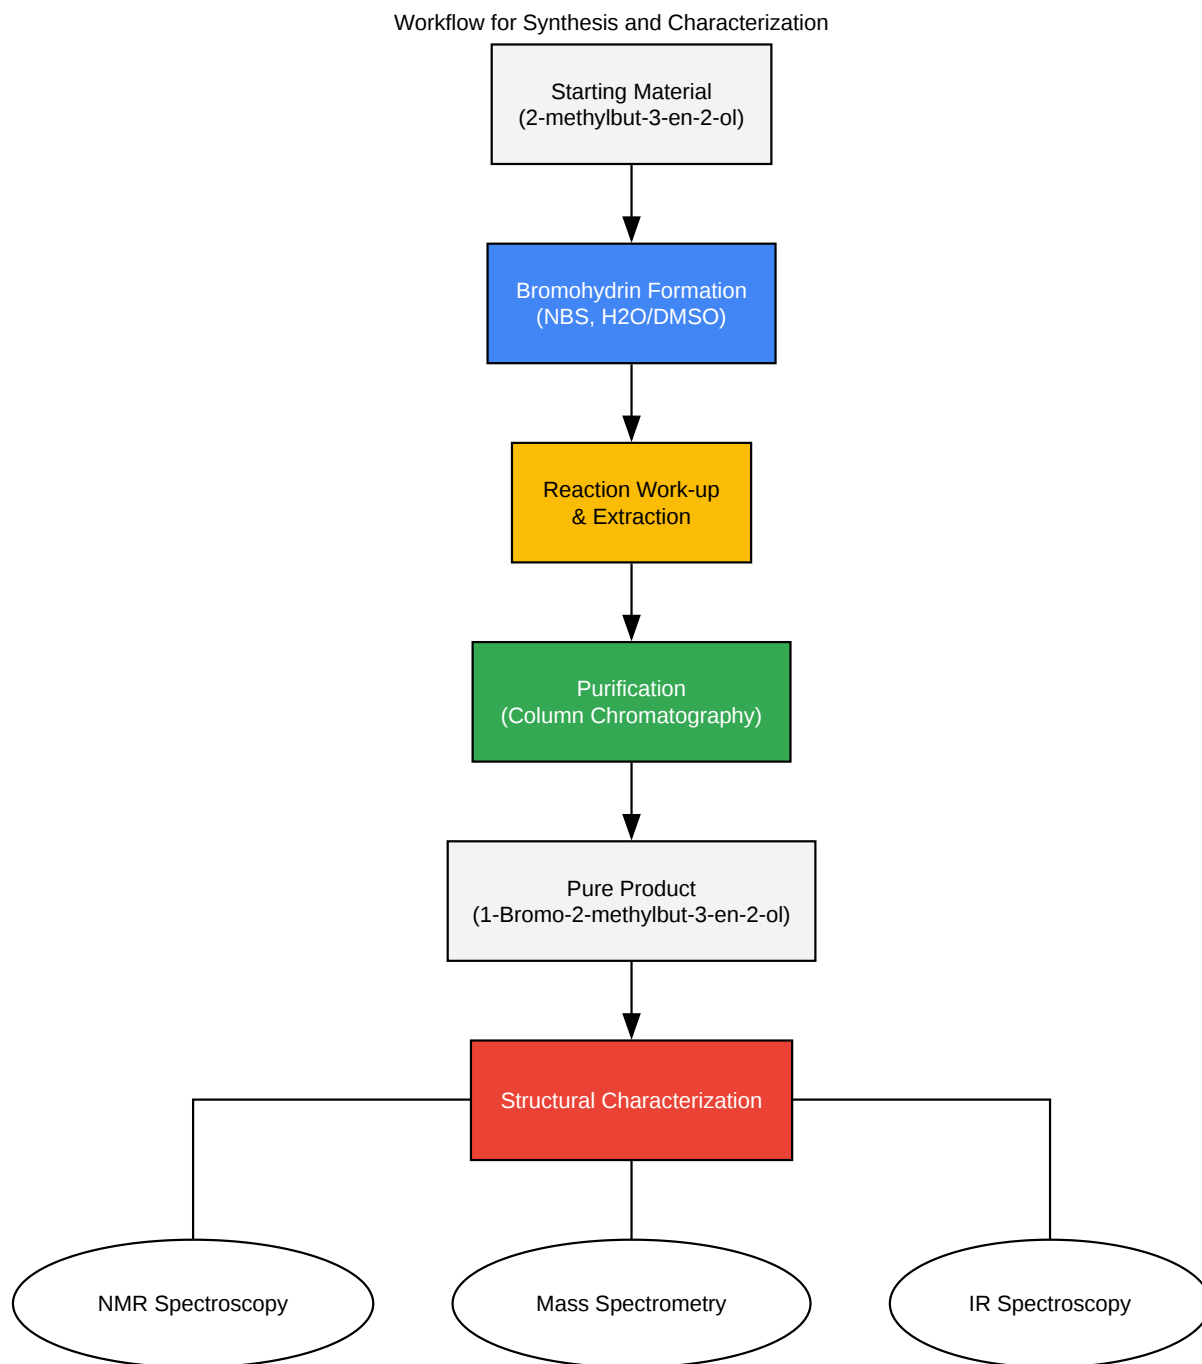 Workflow for Synthesis and Characterization
Starting Material
(2-methylbut-3-en-2-ol)
Bromohydrin Formation
(NBS, H2O/DMSO)
Reaction Work-up
& Extraction
Purification
(Column Chromatography)
Pure Product
(1-Bromo-2-methylbut-3-en-2-ol)
Structural Characterization
NMR Spectroscopy
Mass Spectrometry
IR Spectroscopy